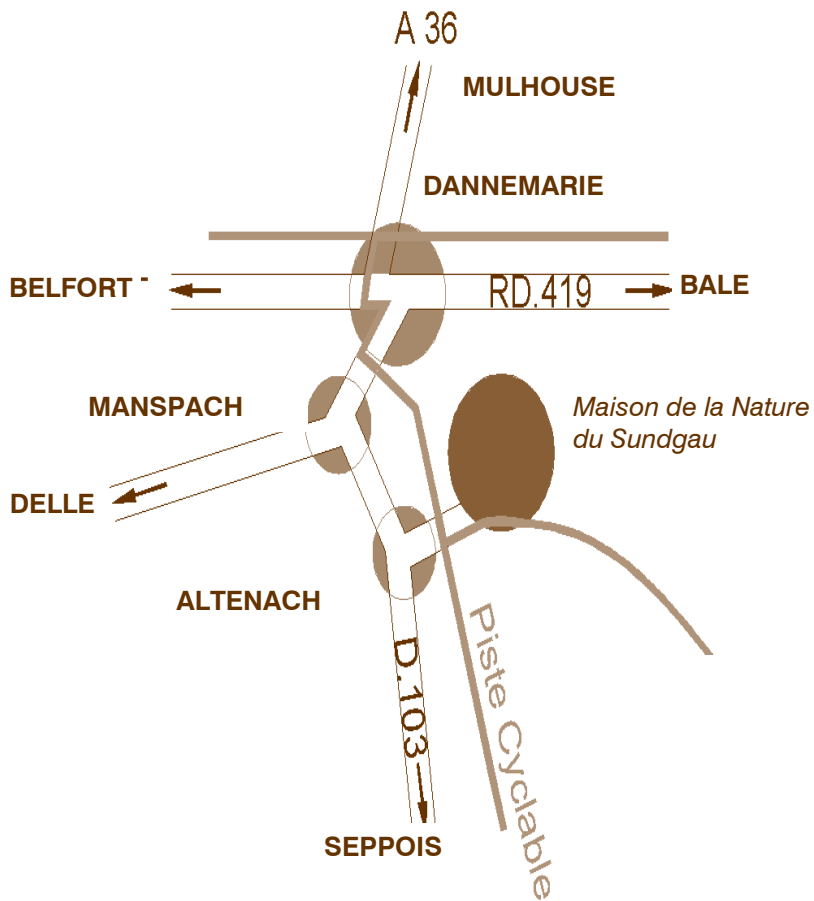 A 36
MULHOUSE
DANNEMARIE
BELFORT -
RD.419
BALE
MANSPACH
Maison de la Nature
du Sundgau
DELLE
ALTENACH
Piste Cyclable
D.103
SEPPOIS